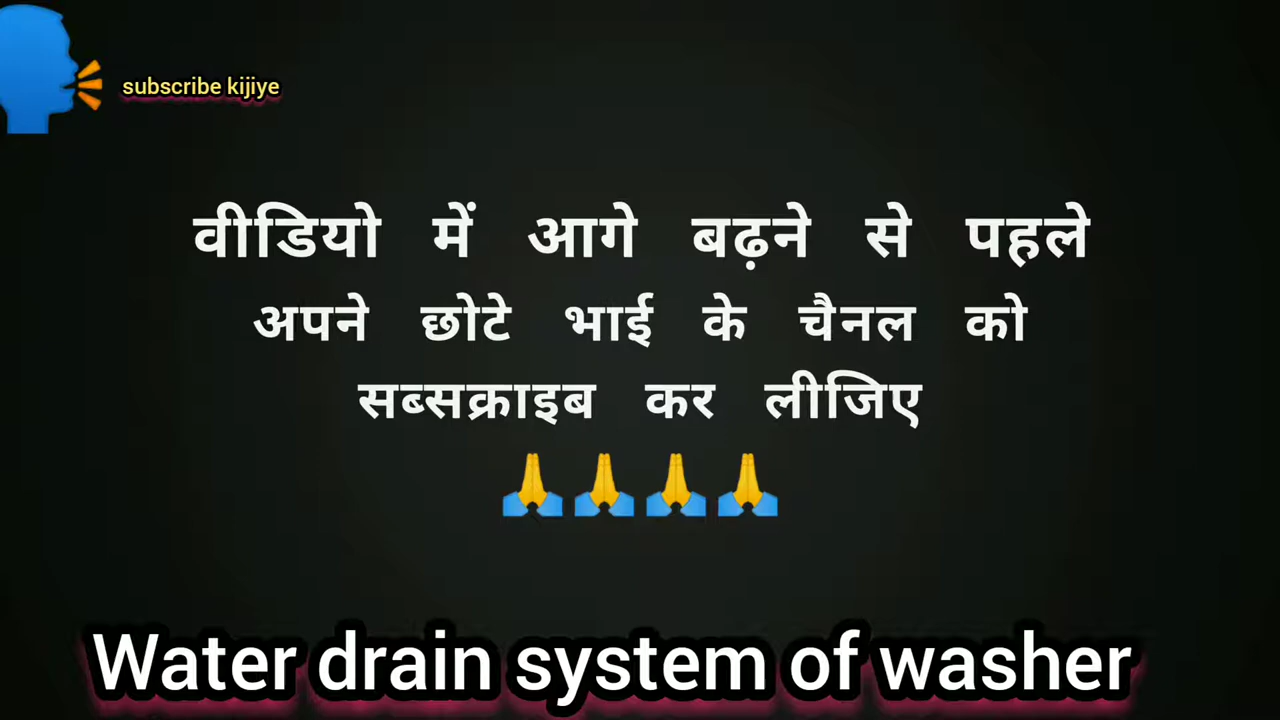 subscribe kijiye
वीडियो में आगे बढ़ने से पहले
अपने छोटे भाई के चैनल को
सब्सक्राइब कर लीजिए
🙏🙏🙏🙏
Water drain system of washer